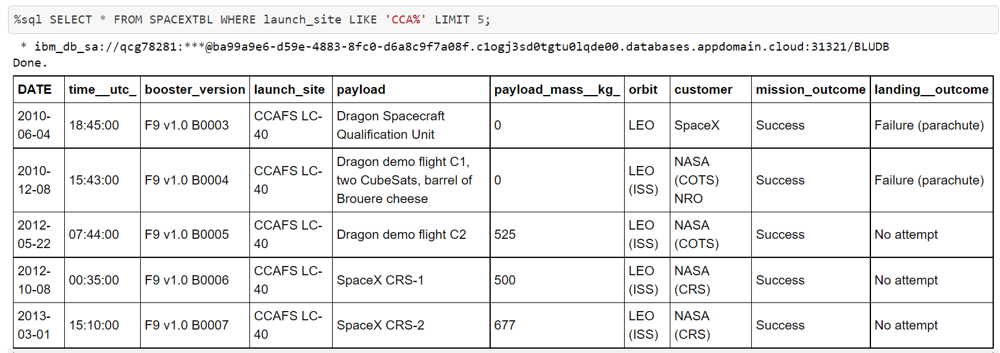 %sql SELECT * FROM SPACEXTBL WHERE launch_site LIKE 'CCA%' LIMIT 5;
* ibm_db_sa://qcg78281:***@ba99a9e6-d59e-4883-8fc0-d6a8c9f7a08f.c1ogj3sd0tgtu0lqde00.databases.appdomain.cloud:31321/BLUDB
Done.
DATE time__utc_ booster_version launch_site payload payload_mass__kg_ orbit customer mission_outcome landing__outcome
2010-
06-04
18:45:00
F9 v1.0 B0003
CCAFS LC-
40
Dragon Spacecraft
Qualification Unit
0
LEO
SpaceX
Success
Failure (parachute)
2010-
12-08
15:43:00
F9 v1.0 B0004
CCAFS LC-
40
Dragon demo flight C1,
two CubeSats, barrel of
Brouere cheese
0
LEO
(ISS)
NASA
(COTS)
NRO
Success
Failure (parachute)
2012-
05-22
07:44:00
F9 v1.0 B0005
CCAFS LC-
40
Dragon demo flight C2
525
LEO
(ISS)
NASA
(COTS)
Success
No attempt
2012-
10-08
00:35:00
F9 v1.0 B0006
CCAFS LC-
40
SpaceX CRS-1
500
LEO
(ISS)
NASA
(CRS)
Success
No attempt
2013-
03-01
15:10:00
F9 v1.0 B0007
CCAFS LC-
40
SpaceX CRS-2
677
LEO
(ISS)
NASA
(CRS)
Success
No attempt